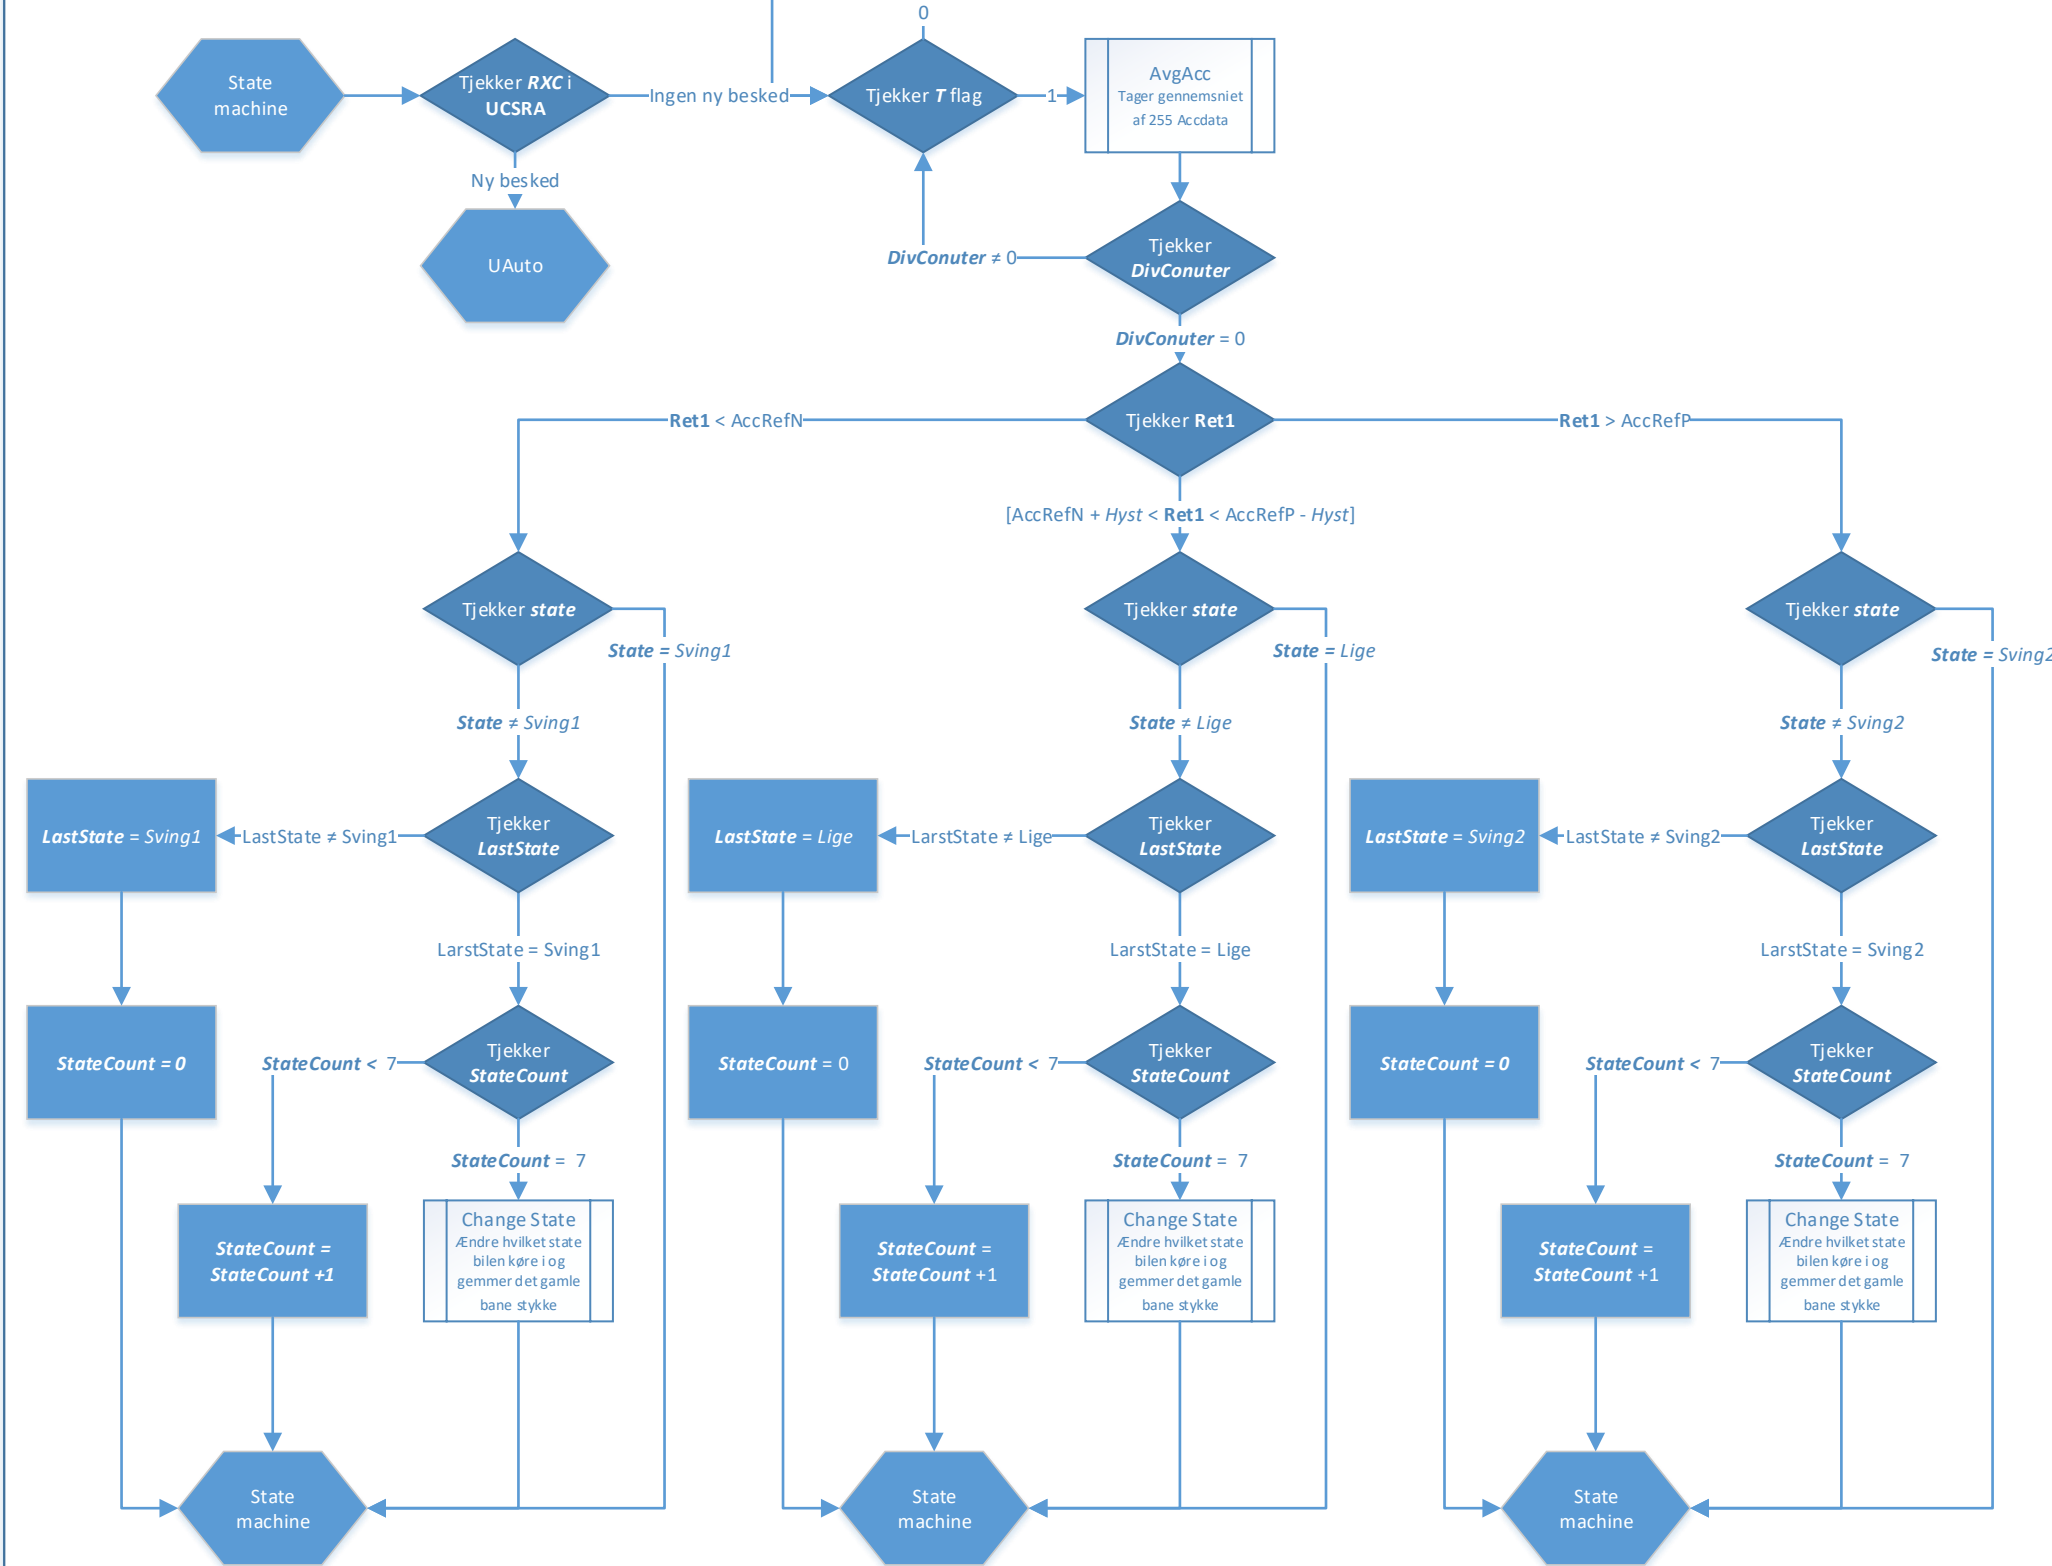 0
State
machine
Tjekker RXC i
UCSRA
Ingen ny besked
Tjekker T flag
1
AvgAcc
Tager gennemsniet
af 255 Accdata
Ny besked
UAuto
DivConuter ≠ 0
Tjekker
DivConuter
DivConuter = 0
Ret1 < AccRefN
Tjekker Ret1
Ret1 > AccRefP
[AccRefN + Hyst < Ret1 < AccRefP - Hyst]
Tjekker state
State = Sving1
Tjekker state
State = Lige
Tjekker state
State = Sving2
State ≠ Sving1
State ≠ Lige
State ≠ Sving2
LastState = Sving1
LastState ≠ Sving1
Tjekker
LastState
LastState = Lige
LarstState ≠ Lige
Tjekker
LastState
LastState = Sving2
LastState ≠ Sving2
Tjekker
LastState
LarstState = Sving1
LarstState = Lige
LarstState = Sving2
StateCount = 0
StateCount < 7
Tjekker
StateCount
StateCount = 0
StateCount < 7
Tjekker
StateCount
StateCount = 0
StateCount < 7
Tjekker
StateCount
StateCount = 7
StateCount = 7
StateCount = 7
StateCount =
StateCount +1
Change State
Ændre hvilket state
bilen køre i og
gemmer det gamle
bane stykke
StateCount =
StateCount +1
Change State
Ændre hvilket state
bilen køre i og
gemmer det gamle
bane stykke
StateCount =
StateCount +1
Change State
Ændre hvilket state
bilen køre i og
gemmer det gamle
bane stykke
State
machine
State
machine
State
machine